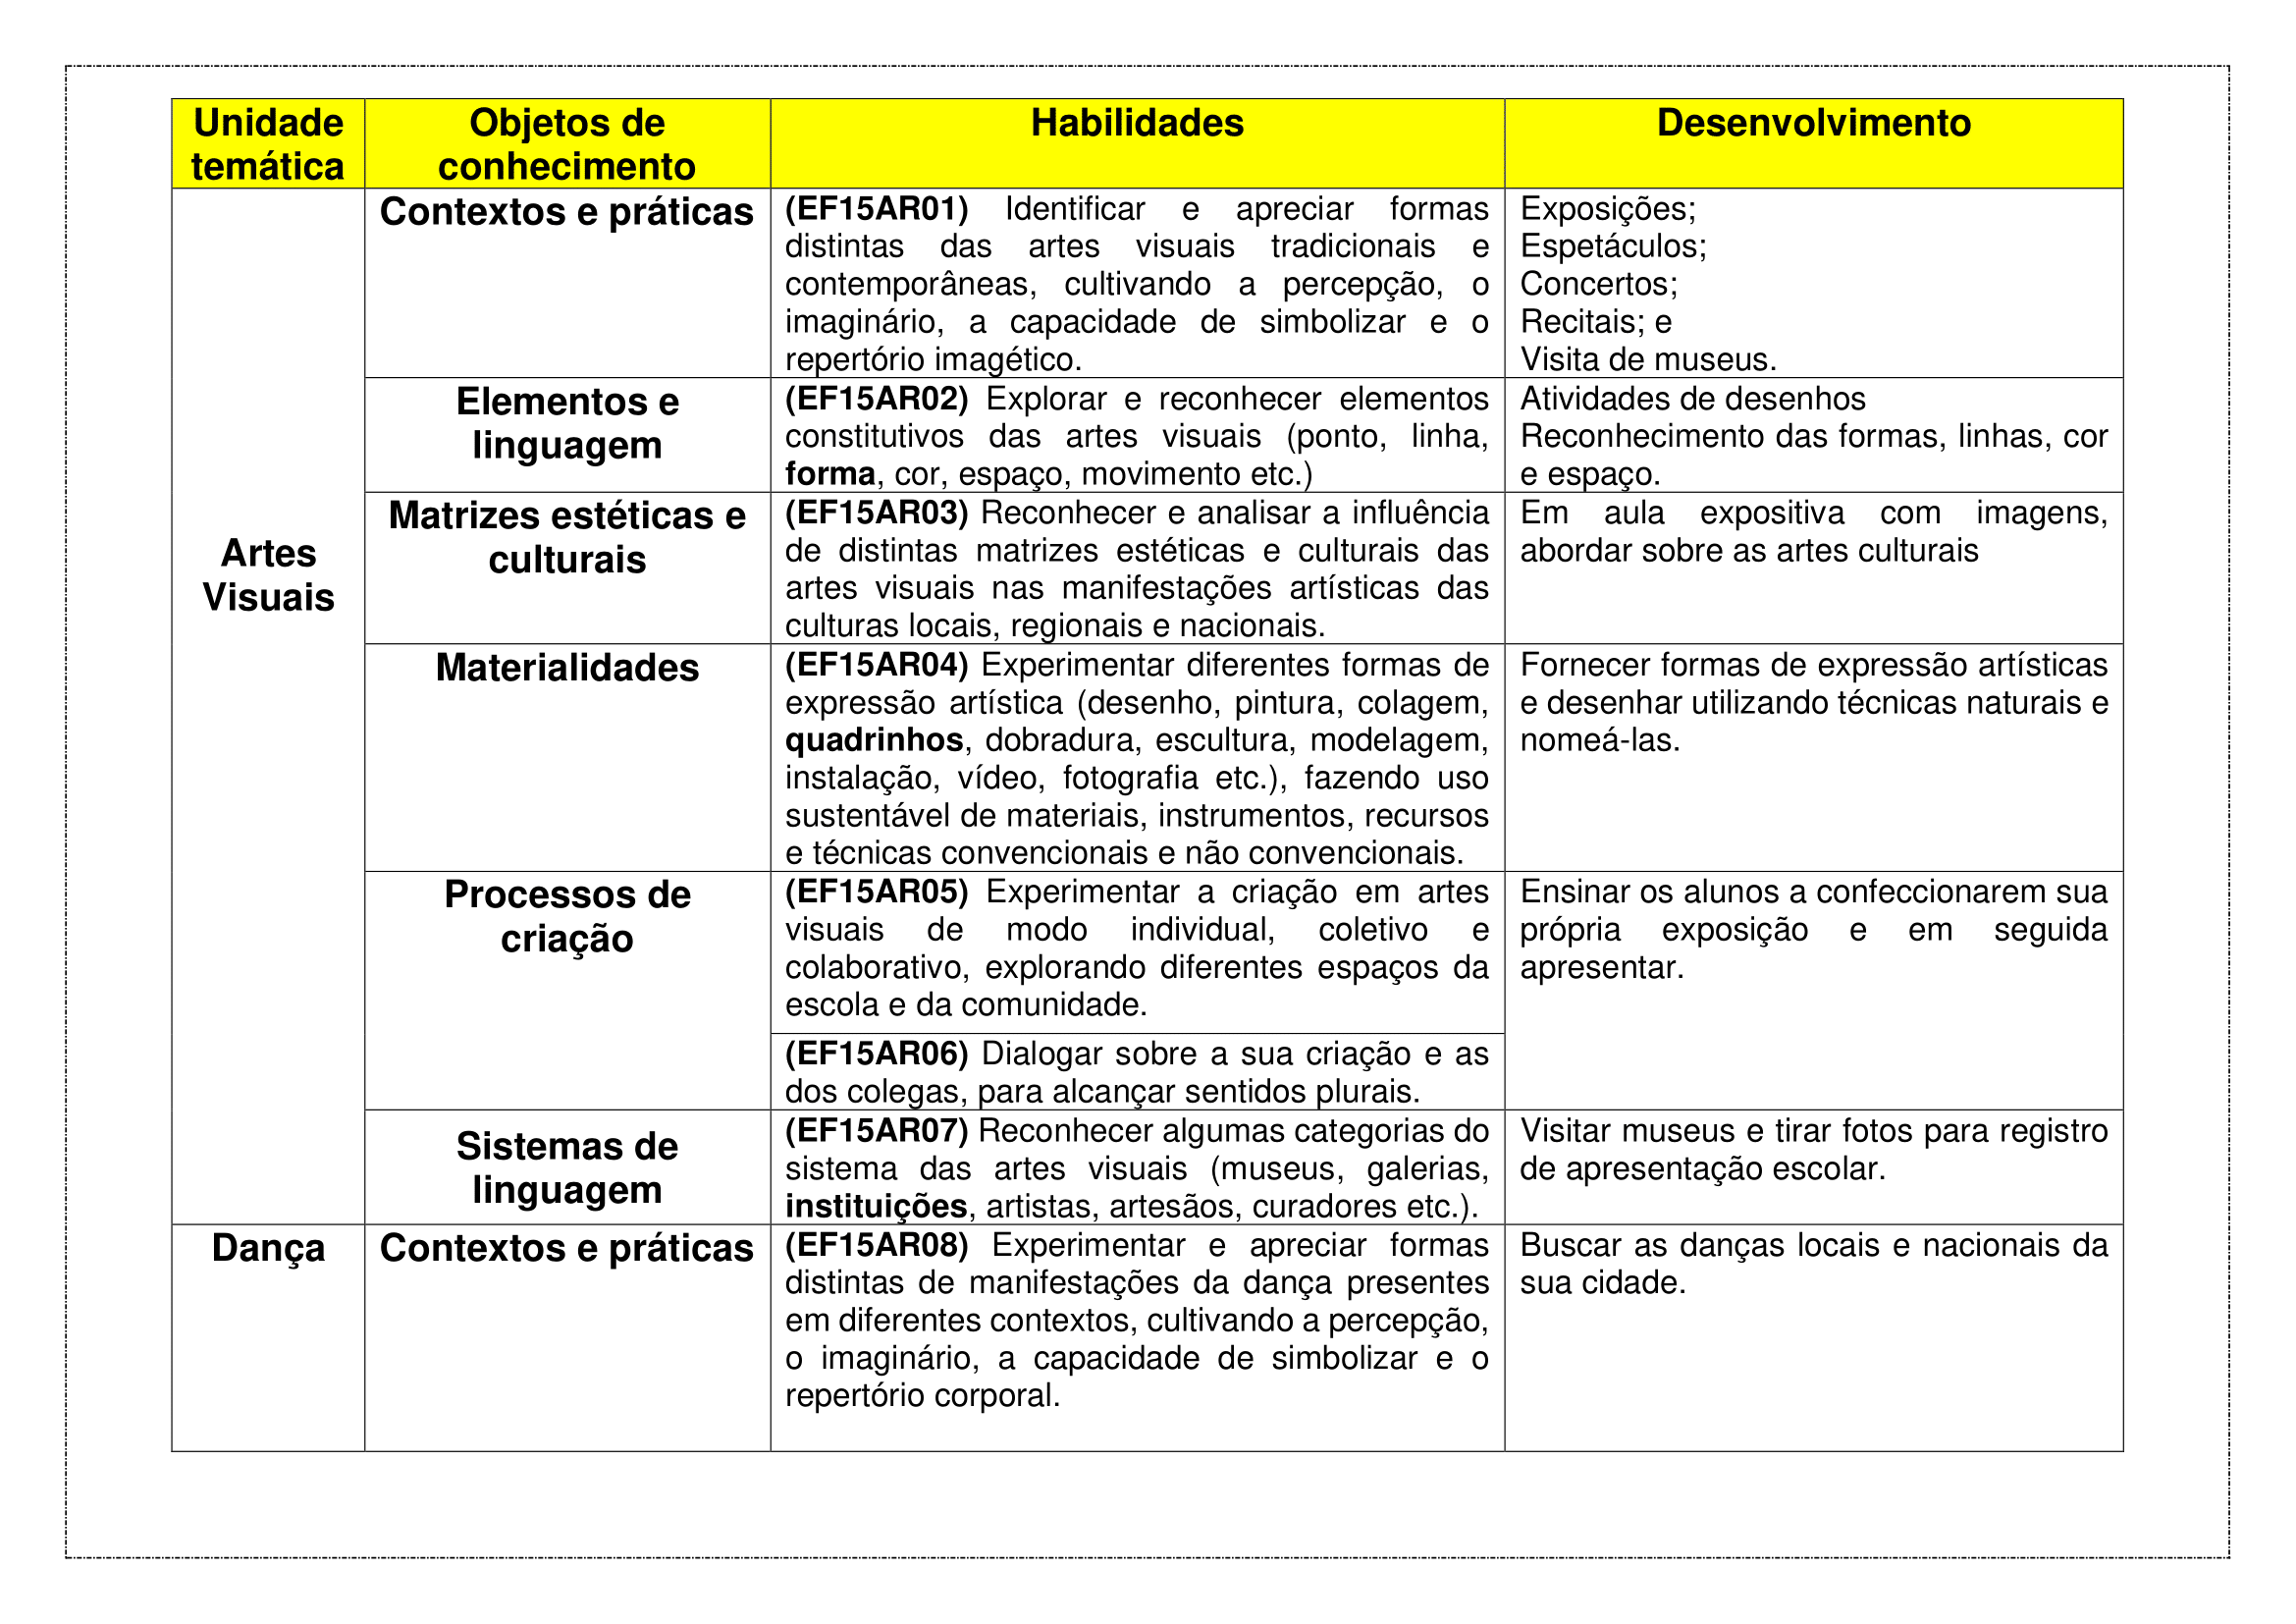 Unidade
temática
Objetos de
conhecimento
Habilidades
Desenvolvimento
Artes
Visuais
Contextos e práticas
(EF15AR01) Identificar e apreciar formas
distintas das artes visuais tradicionais e
contemporâneas, cultivando a percepção, o
imaginário, a capacidade de simbolizar e o
repertório imagético.
Exposições;
Espetáculos;
Concertos;
Recitais; e
Visita de museus.
Elementos e
linguagem
(EF15AR02) Explorar e reconhecer elementos
constitutivos das artes visuais (ponto, linha,
forma, cor, espaço, movimento etc.)
Atividades de desenhos
Reconhecimento das formas, linhas, cor
e espaço.
Matrizes estéticas e
culturais
(EF15AR03) Reconhecer e analisar a influência
de distintas matrizes estéticas e culturais das
artes visuais nas manifestações artísticas das
culturas locais, regionais e nacionais.
Em aula expositiva com imagens,
abordar sobre as artes culturais
Materialidades
(EF15AR04) Experimentar diferentes formas de
expressão artística (desenho, pintura, colagem,
quadrinhos, dobradura, escultura, modelagem,
instalação, vídeo, fotografia etc.), fazendo uso
sustentável de materiais, instrumentos, recursos
e técnicas convencionais e não convencionais.
Fornecer formas de expressão artísticas
e desenhar utilizando técnicas naturais e
nomeá-las.
Processos de
criação
(EF15AR05) Experimentar a criação em artes
visuais de modo individual, coletivo e
colaborativo, explorando diferentes espaços da
escola e da comunidade.
(EF15AR06) Dialogar sobre a sua criação e as
dos colegas, para alcançar sentidos plurais.
Ensinar os alunos a confeccionarem sua
própria exposição e em seguida
apresentar.
Sistemas de
linguagem
(EF15AR07) Reconhecer algumas categorias do
sistema das artes visuais (museus, galerias,
instituições, artistas, artesãos, curadores etc.).
Visitar museus e tirar fotos para registro
de apresentação escolar.
Dança
Contextos e práticas
(EF15AR08) Experimentar e apreciar formas
distintas de manifestações da dança presentes
em diferentes contextos, cultivando a percepção,
o imaginário, a capacidade de simbolizar e o
repertório corporal.
Buscar as danças locais e nacionais da
sua cidade.